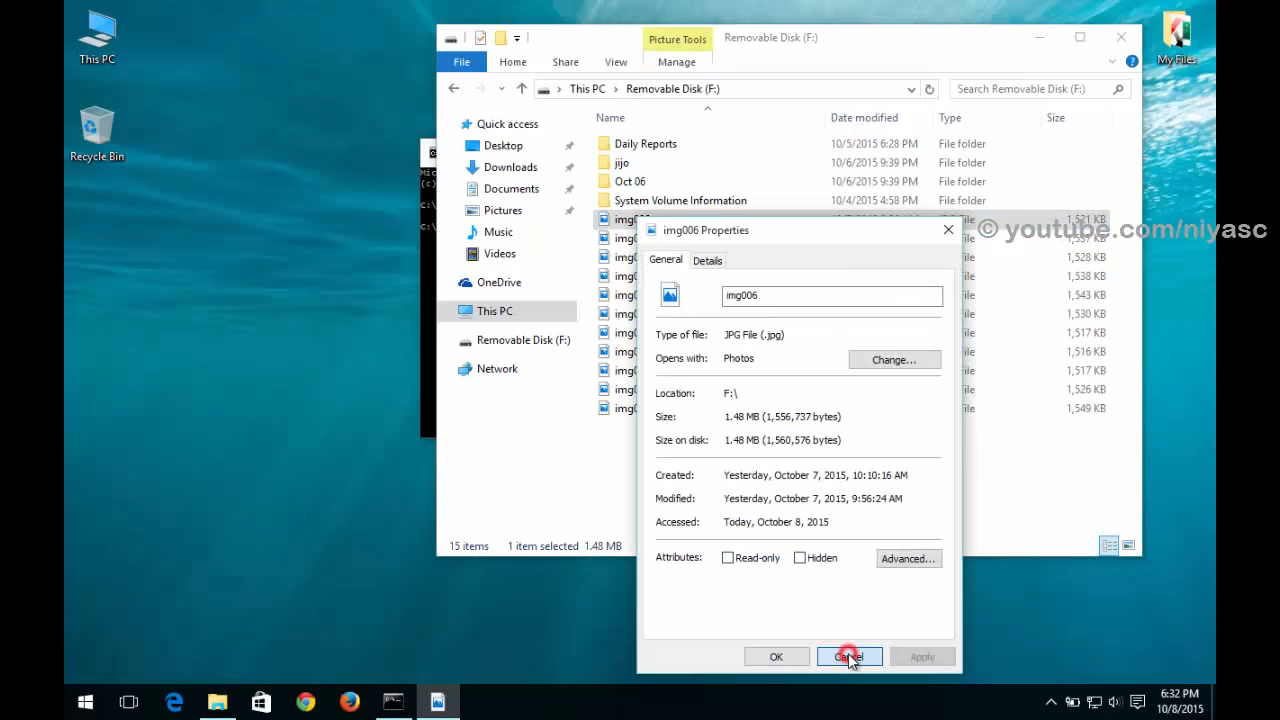 This PC
Recycle Bin
My Files
Picture Tools
Removable Disk (F:)
File
Home
Share
View
Manage
This PC
Removable Disk (F:)
Search Removable Disk (F:)
Name
Date modified
Type
Size
Quick access
Desktop
Downloads
Documents
Pictures
Music
Videos
OneDrive
This PC
Removable Disk (F:)
Network
Daily Reports 10/5/2015 6:28 PM File folder
jijo 10/6/2015 9:39 PM File folder
Oct 06 10/6/2015 9:39 PM File folder
System Volume Information 10/4/2015 4:58 PM File folder
1,521 KB
© youtube.com/nlyasc
1,538 KB
1,543 KB
1,530 KB
1,517 KB
1,516 KB
1,517 KB
1,526 KB
1,549 KB
img006 Properties
General
Details
img006
Type of file: JPG File (.jpg)
Opens with: Photos
Change...
Location: F:\
Size: 1.48 MB (1,556,737 bytes)
Size on disk: 1.48 MB (1,560,576 bytes)
Created: Yesterday, October 7, 2015, 10:10:16 AM
Modified: Yesterday, October 7, 2015, 9:56:24 AM
Accessed: Today, October 8, 2015
Attributes:
Read-only
Hidden
Advanced...
OK
Cancel
Apply
15 items
1 item selected 1.48 MB
6:32 PM
10/8/2015